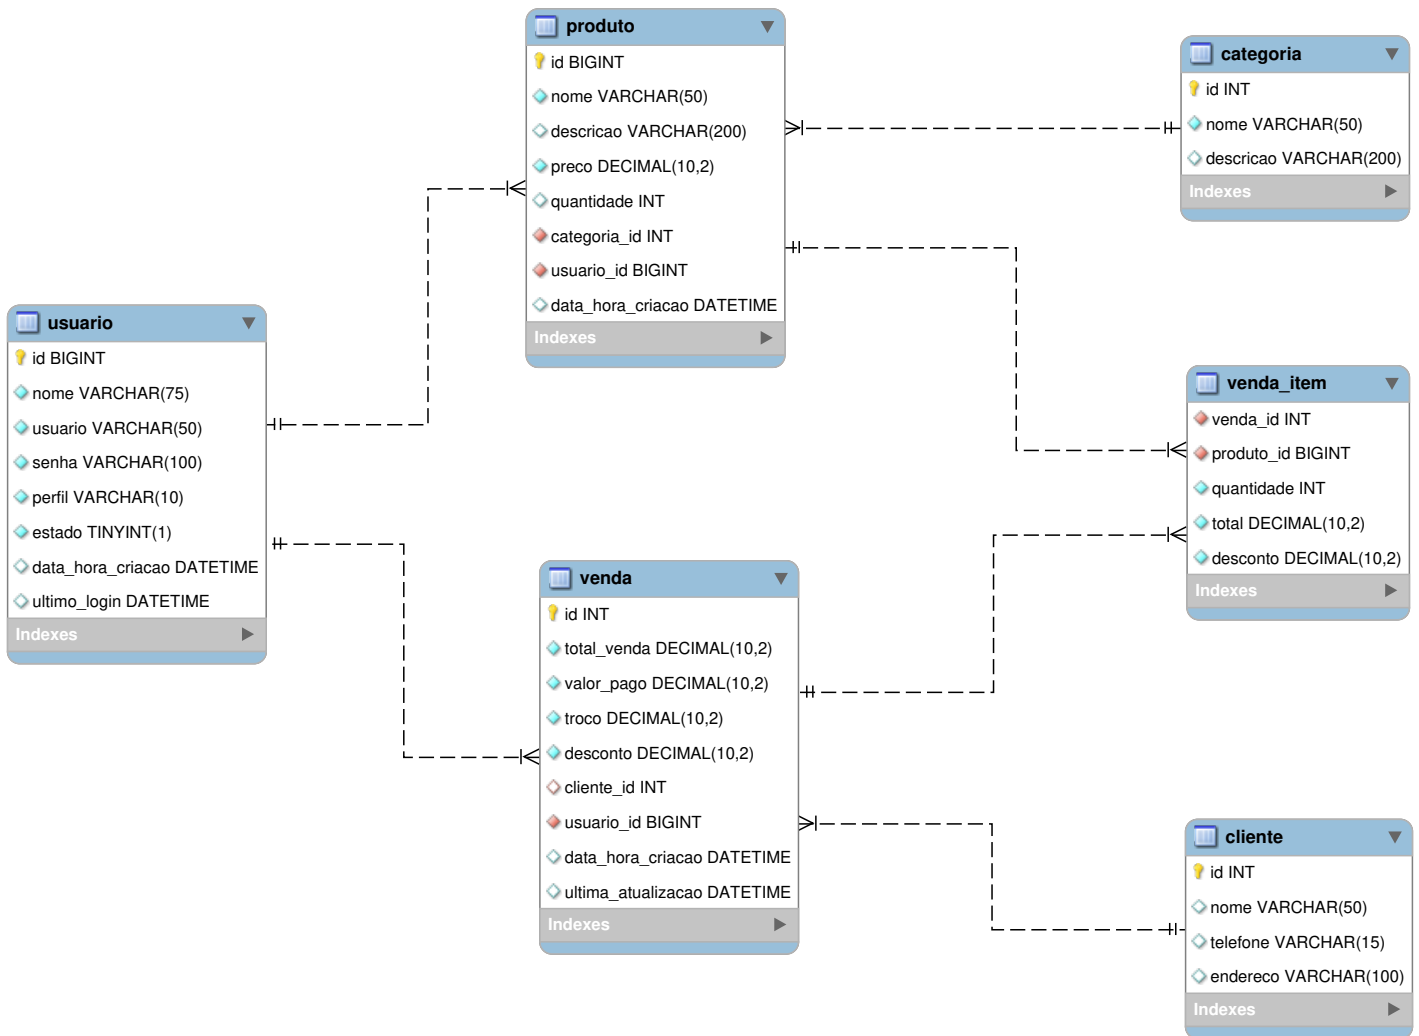 produto
id BIGINT
nome VARCHAR(50)
descricao VARCHAR(200)
preco DECIMAL(10,2)
quantidade INT
categoria_id INT
usuario_id BIGINT
data_hora_criacao DATETIME
Indexes
categoria
id INT
nome VARCHAR(50)
descricao VARCHAR(200)
Indexes
usuario
id BIGINT
nome VARCHAR(75)
usuario VARCHAR(50)
senha VARCHAR(100)
perfil VARCHAR(10)
estado TINYINT(1)
data_hora_criacao DATETIME
ultimo_login DATETIME
Indexes
venda_item
venda_id INT
produto_id BIGINT
quantidade INT
total DECIMAL(10,2)
desconto DECIMAL(10,2)
Indexes
venda
id INT
total_venda DECIMAL(10,2)
valor_pago DECIMAL(10,2)
troco DECIMAL(10,2)
desconto DECIMAL(10,2)
cliente_id INT
usuario_id BIGINT
data_hora_criacao DATETIME
ultima_atualizacao DATETIME
Indexes
cliente
id INT
nome VARCHAR(50)
telefone VARCHAR(15)
endereco VARCHAR(100)
Indexes